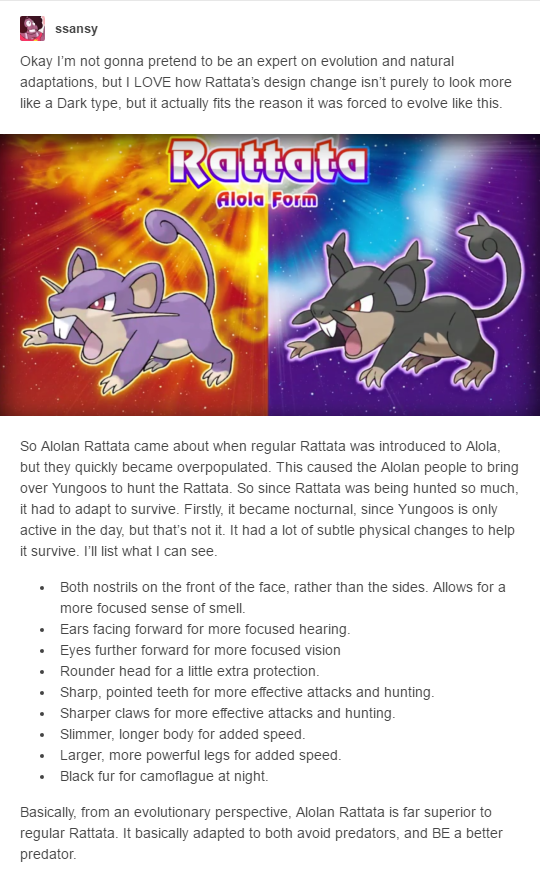 ssansy
Okay I'm not gonna pretend to be an expert on evolution and natural
adaptations, but I LOVE how Rattata's design change isn't purely to look more
like a Dark type, but it actually fits the reason it was forced to evolve like this.
Rattata
Alola Form
So Alolan Rattata came about when regular Rattata was introduced to Alola,
but they quickly became overpopulated. This caused the Alolan people to bring
over Yungoos to hunt the Rattata. So since Rattata was being hunted so much,
it had to adapt to survive. Firstly, it became nocturnal, since Yungoos is only
active in the day, but that's not it. It had a lot of subtle physical changes to help
it survive. I'll list what I can see.
• Both nostrils on the front of the face, rather than the sides. Allows for a
more focused sense of smell.
• Ears facing forward for more focused hearing.
• Eyes further forward for more focused vision
• Rounder head for a little extra protection.
• Sharp, pointed teeth for more effective attacks and hunting.
• Sharper claws for more effective attacks and hunting.
• Slimmer, longer body for added speed.
• Larger, more powerful legs for added speed.
• Black fur for camoflague at night.
Basically, from an evolutionary perspective, Alolan Rattata is far superior to
regular Rattata. It basically adapted to both avoid predators, and BE a better
predator.